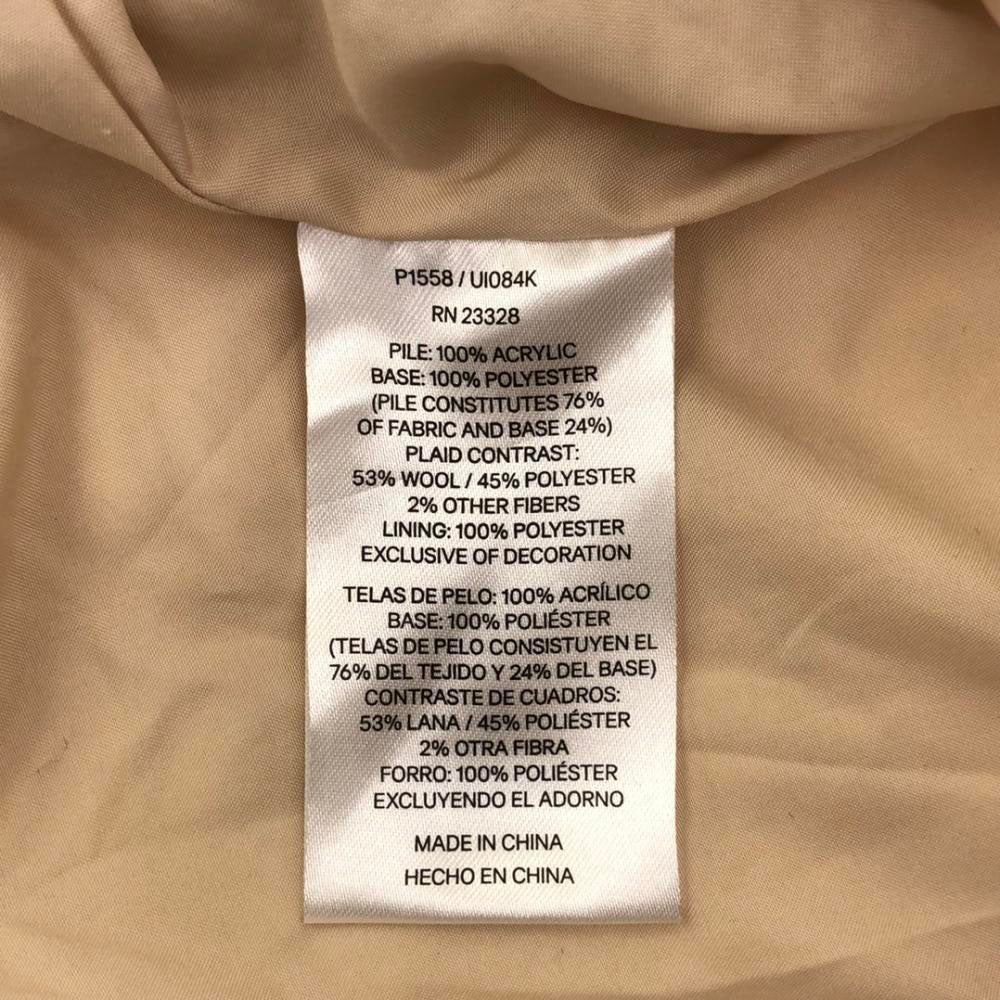 P1558 / UI084K
RN 23328
PILE: 100% ACRYLIC
BASE: 100% POLYESTER
(PILE CONSTITUTES 76%
OF FABRIC AND BASE 24%)
PLAID CONTRAST:
53% WOOL / 45% POLYESTER
2% OTHER FIBERS
LINING: 100% POLYESTER
EXCLUSIVE OF DECORATION
TELAS DE PELO: 100% ACRÍLICO
BASE: 100% POLIÉSTER
(TELAS DE PELO CONSISTUYEN EL
76% DEL TEJIDO Y 24% DEL BASE)
CONTRASTE DE CUADROS:
53% LANA / 45% POLIÉSTER
2% OTRA FIBRA
FORRO: 100% POLIÉSTER
EXCLUYENDO EL ADORNO
MADE IN CHINA
HECHO EN CHINA